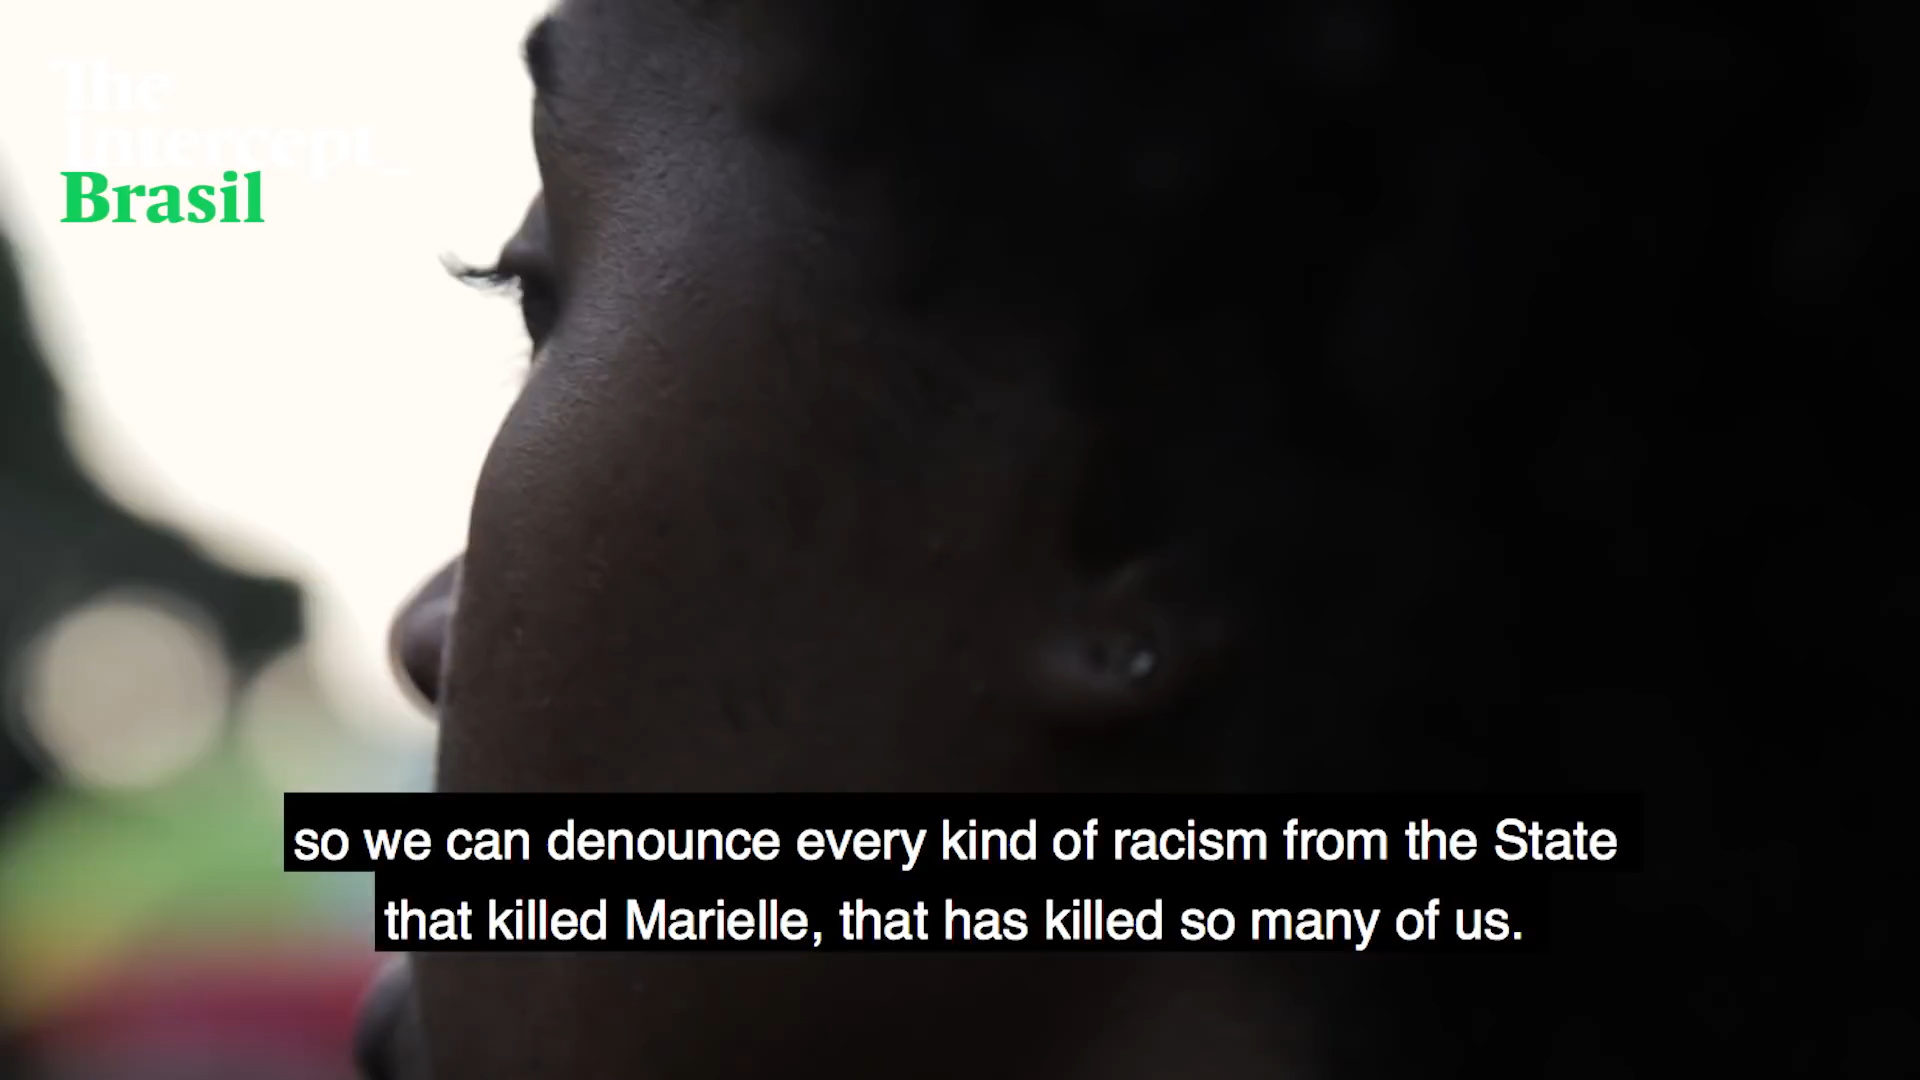 The
Intercept_
Brasil
so we can denounce every kind of racism from the State
that killed Marielle, that has killed so many of us.